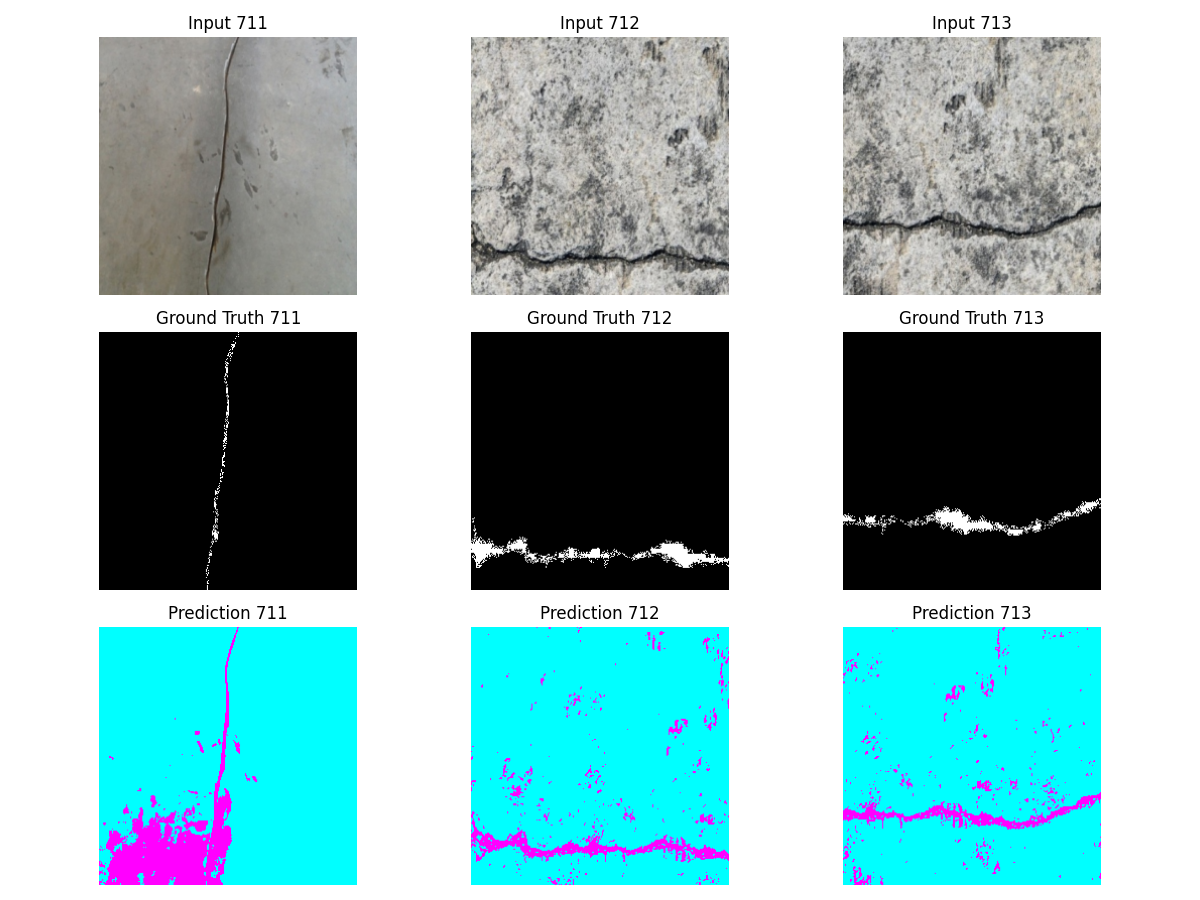 Input 711
Input 712
Input 713
Ground Truth 711
Ground Truth 712
Ground Truth 713
Prediction 711
Prediction 712
Prediction 713